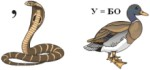 , У = БО